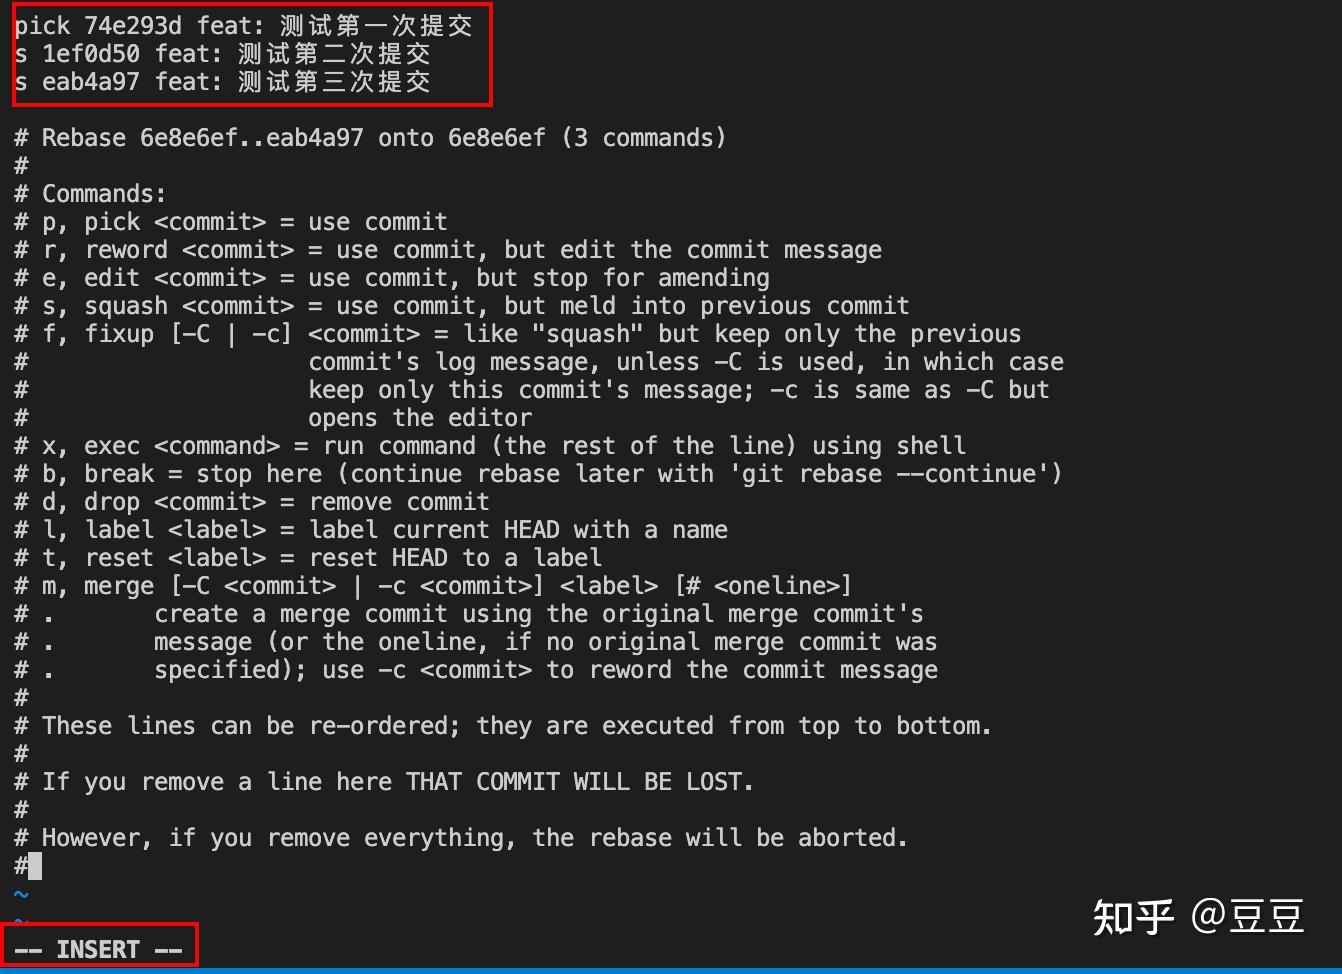 pick 74e293d feat: 测试第一次提交
s 1ef0d50 feat: 测试第二次提交
s eab4a97 feat: 测试第三次提交
# Rebase 6e8e6ef..eab4a97 onto 6e8e6ef (3 commands)
#
# Commands:
# p, pick <commit> = use commit
# r, reword <commit> = use commit, but edit the commit message
# e, edit <commit> = use commit, but stop for amending
# s, squash <commit> = use commit, but meld into previous commit
# f, fixup [-C | -c] <commit> = like "squash" but keep only the previous
#                    commit's log message, unless -C is used, in which case
#                    keep only this commit's message; -c is same as -C but
#                    opens the editor
# x, exec <command> = run command (the rest of the line) using shell
# b, break = stop here (continue rebase later with 'git rebase --continue')
# d, drop <commit> = remove commit
# l, label <label> = label current HEAD with a name
# t, reset <label> = reset HEAD to a label
# m, merge [-C <commit> | -c <commit>] <label> [# <oneline>]
# .       create a merge commit using the original merge commit's
# .       message (or the oneline, if no original merge commit was
# .       specified); use -c <commit> to reword the commit message
#
# These lines can be re-ordered; they are executed from top to bottom.
#
# If you remove a line here THAT COMMIT WILL BE LOST.
#
# However, if you remove everything, the rebase will be aborted.
#
~
~
知乎 @豆豆
-- INSERT --